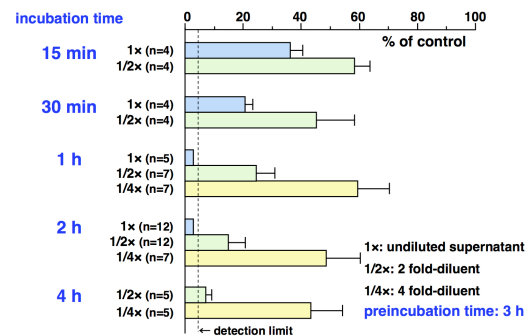 incubation time
0 20 40 60 80 100
% of control
15 min
1× (n=4)
1/2× (n=4)
30 min
1× (n=4)
1/2× (n=4)
1 h
1× (n=5)
1/2× (n=7)
1/4× (n=7)
2 h
1× (n=12)
1/2× (n=12)
1/4× (n=7)
1×: undiluted supernatant
1/2×: 2 fold-diluent
1/4×: 4 fold-diluent
4 h
1/2× (n=5)
1/4× (n=5)
preincubation time: 3 h
← detection limit